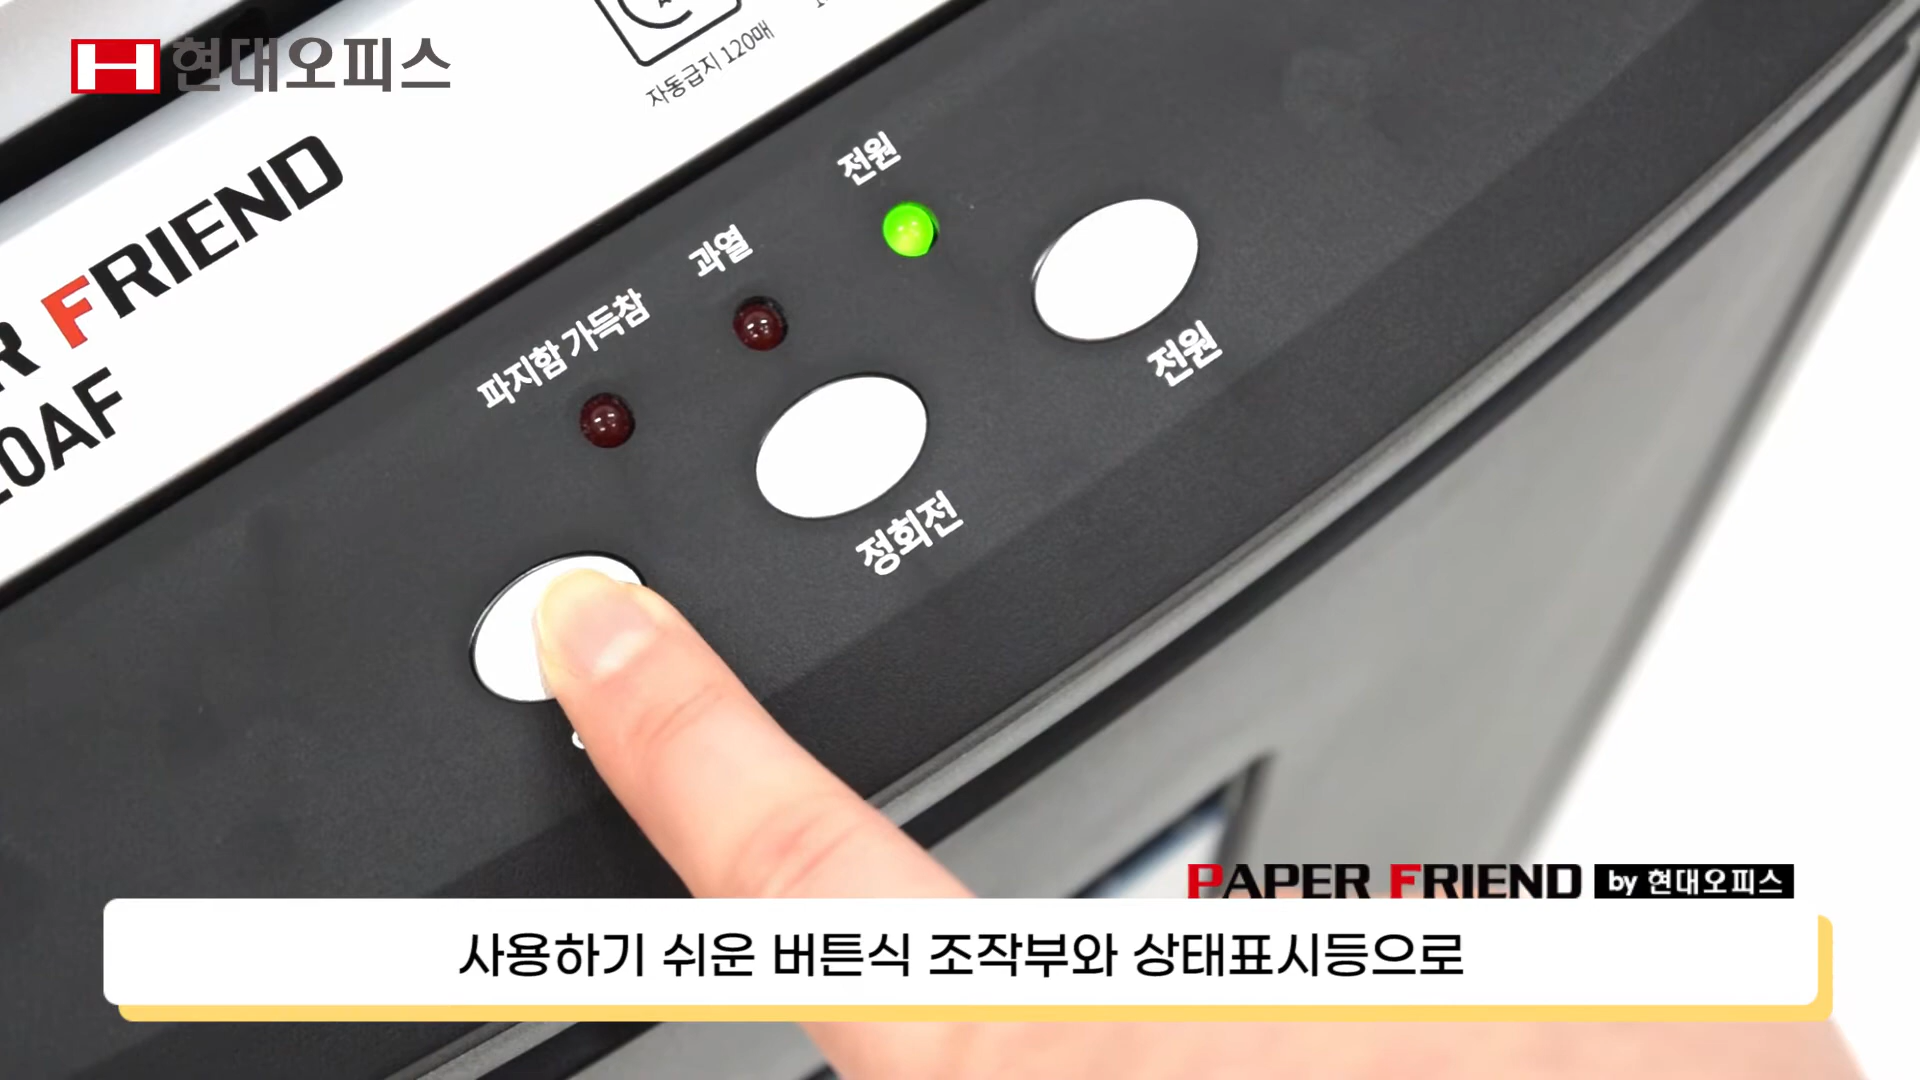 현대오피스
자동급지 120매
FRIEND
0AF
전원
과열
파지함 가득참
전원
정회전
PAPER FRIEND by 현대오피스
사용하기 쉬운 버튼식 조작부와 상태표시등으로